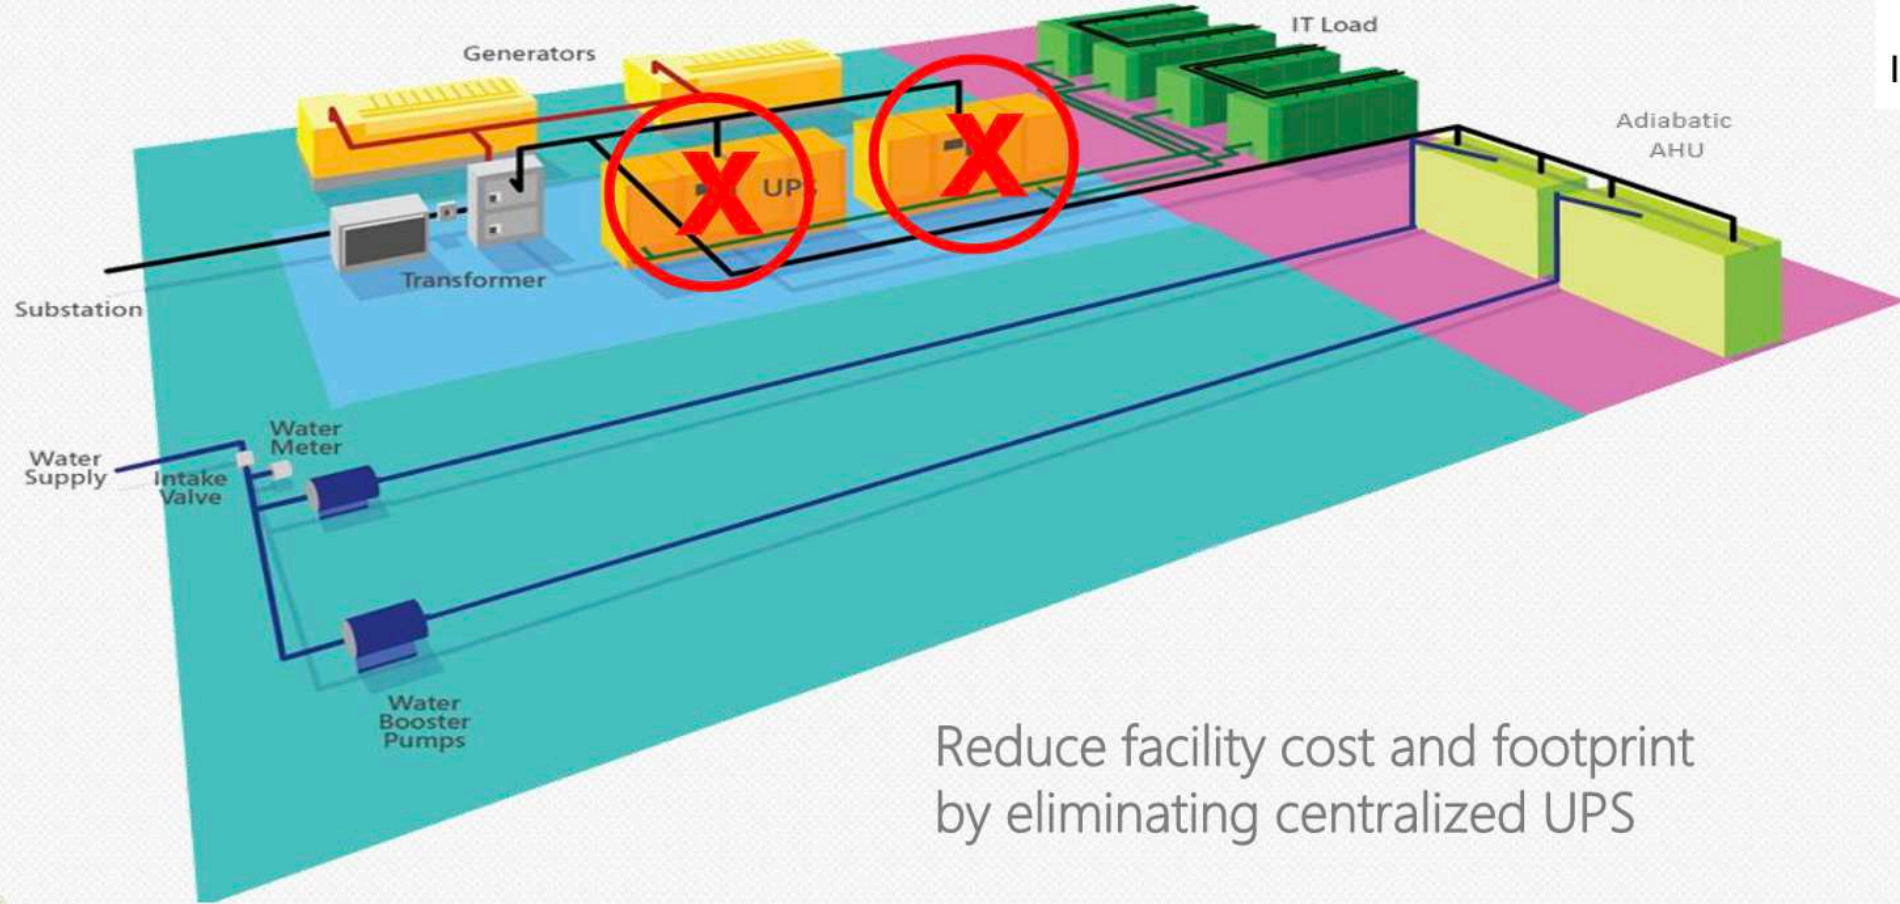 Generators
IT Load
Adiabatic
AHU
X
X
UPS
Transformer
Substation
Water
Meter
Water
Supply
Intake
Valve
Water
Booster
Pumps
Reduce facility cost and footprint
by eliminating centralized UPS